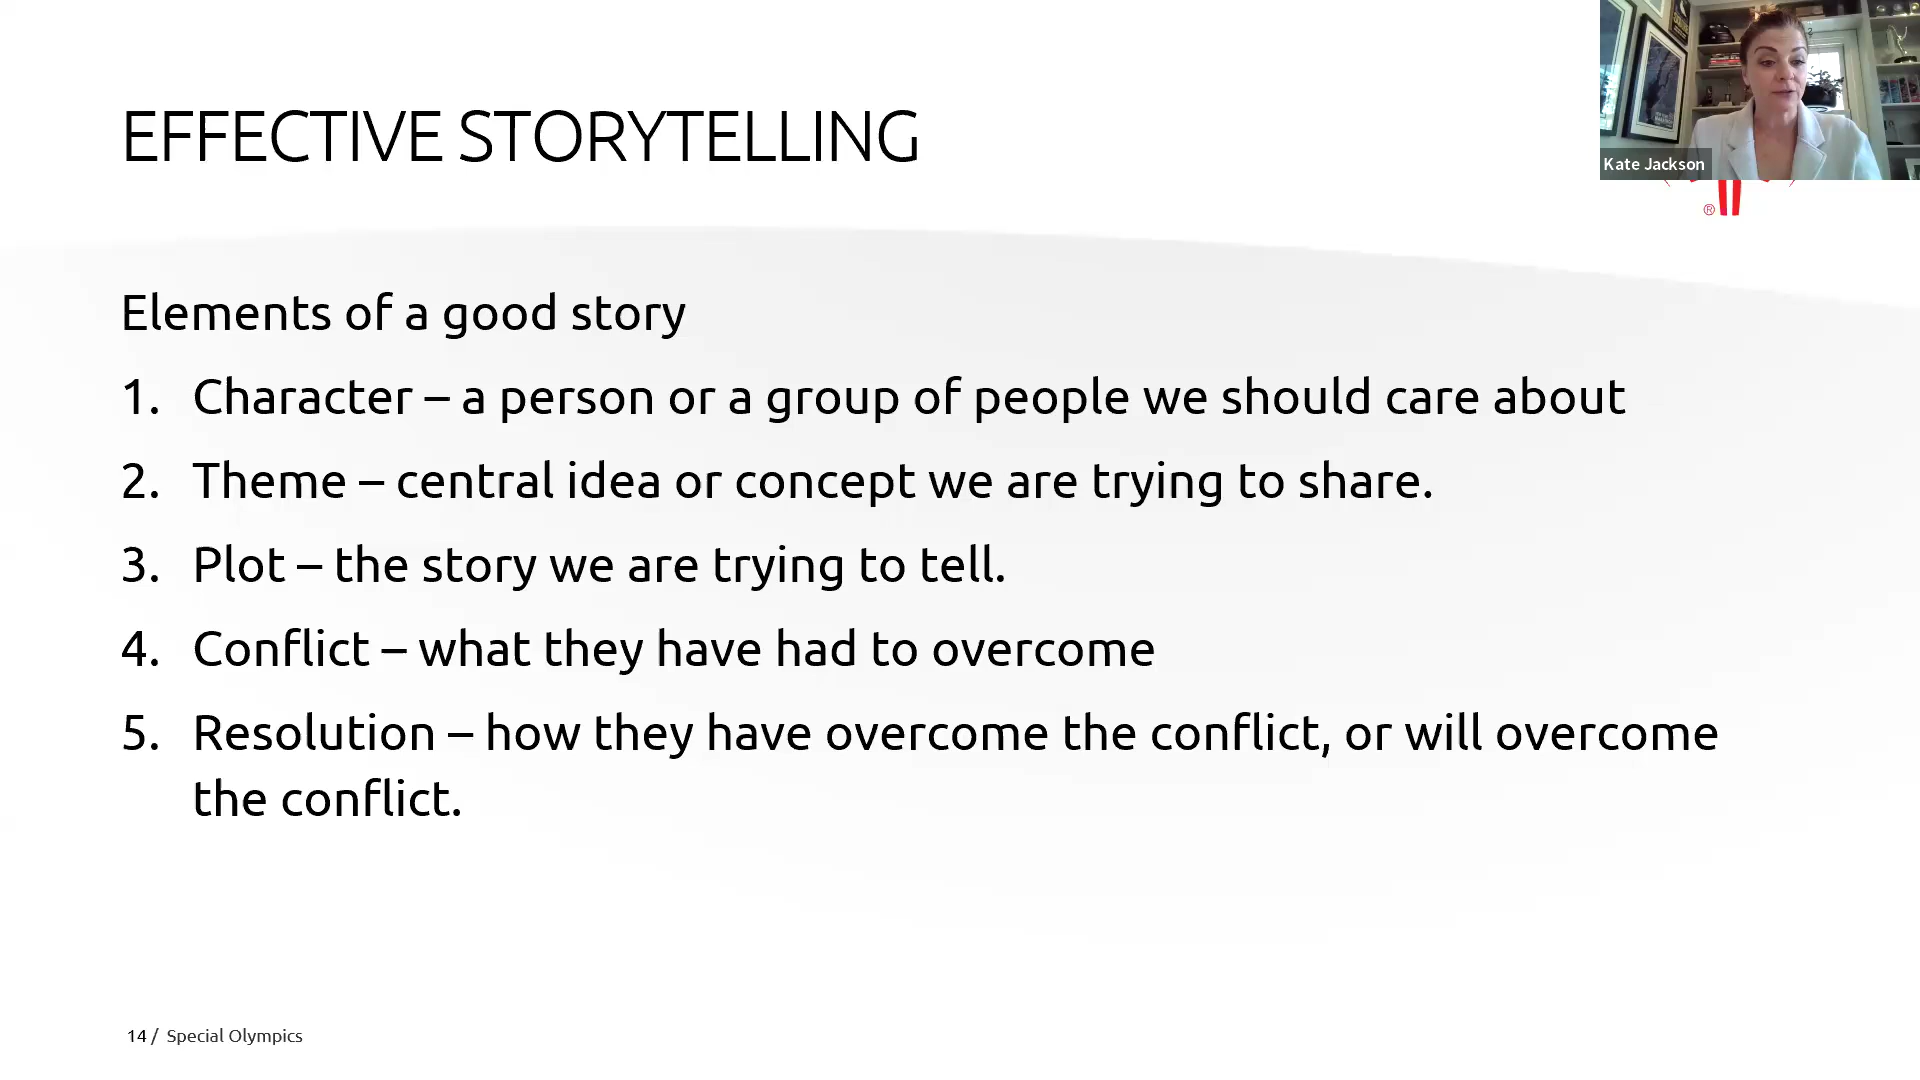 EFFECTIVE STORYTELLING
Kate Jackson
®
Elements of a good story
1. Character – a person or a group of people we should care about
2. Theme – central idea or concept we are trying to share.
3. Plot – the story we are trying to tell.
4. Conflict – what they have had to overcome
5. Resolution – how they have overcome the conflict, or will overcome
the conflict.
14 / Special Olympics